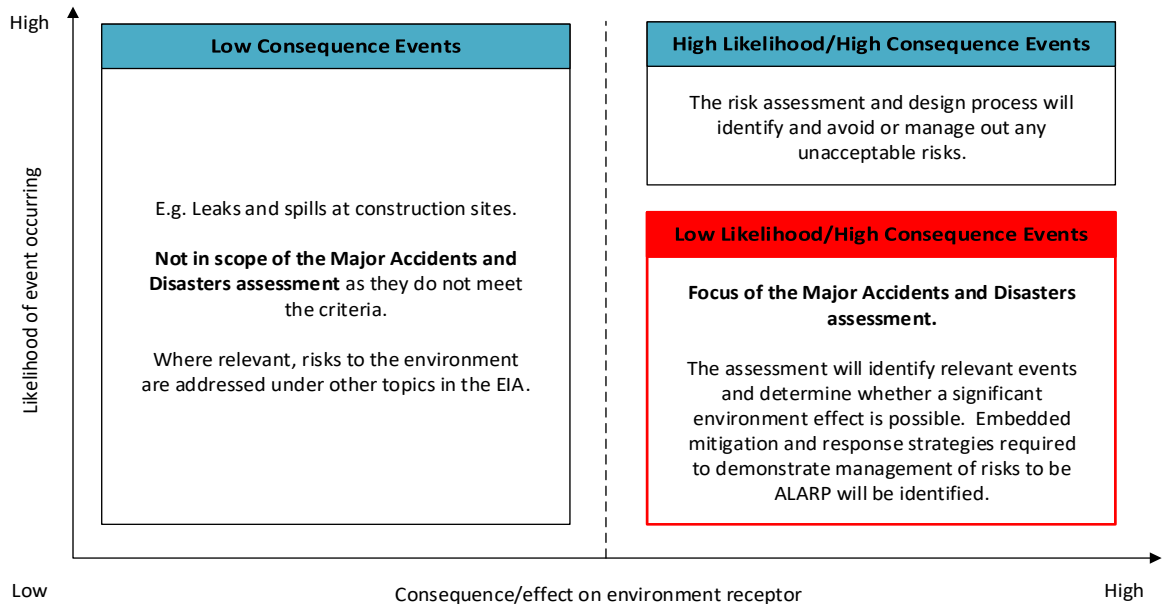 High
Likelihood of event occurring
Low Consequence Events
E.g. Leaks and spills at construction sites.
Not in scope of the Major Accidents and
Disasters assessment as they do not meet
the criteria.
Where relevant, risks to the environment
are addressed under other topics in the EIA.
High Likelihood/High Consequence Events
The risk assessment and design process will
identify and avoid or manage out any
unacceptable risks.
Low Likelihood/High Consequence Events
Focus of the Major Accidents and Disasters
assessment.
The assessment will identify relevant events
and determine whether a significant
environment effect is possible.  Embedded
mitigation and response strategies required
to demonstrate management of risks to be
ALARP will be identified.
Low
Consequence/effect on environment receptor
High